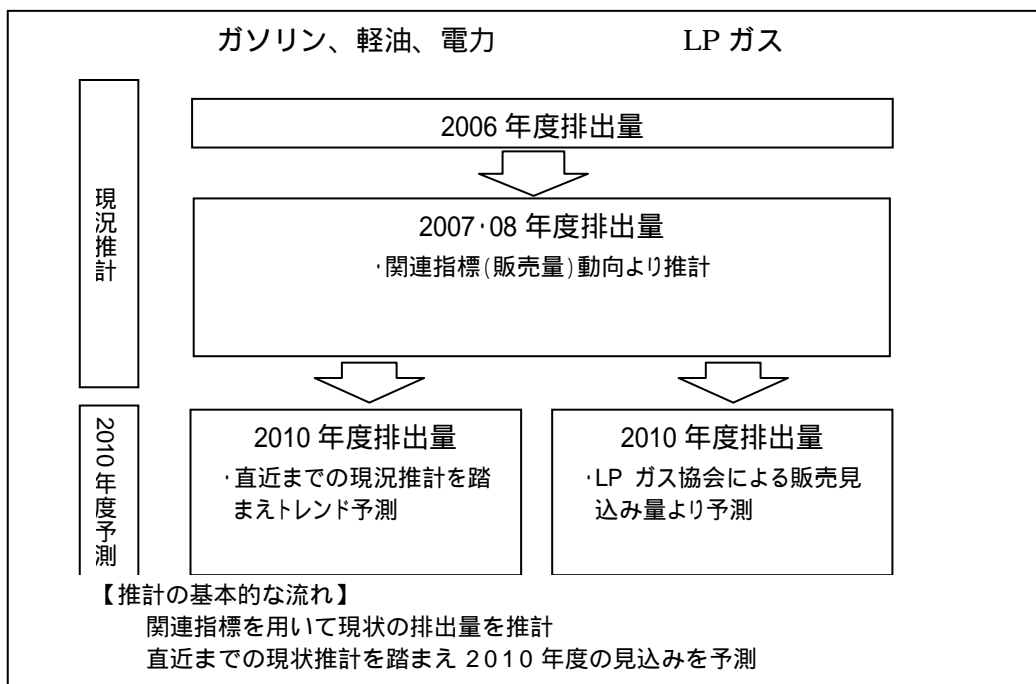 ガソリン、軽油、電力
LP ガス
現況推計
2006 年度排出量
2007・08 年度排出量
・関連指標(販売量)動向より推計
2010年度予測
2010 年度排出量
・直近までの現況推計を踏
まえトレンド予測
2010 年度排出量
・LP ガス協会による販売見
込み量より予測
【推計の基本的な流れ】
関連指標を用いて現状の排出量を推計
直近までの現状推計を踏まえ 2010 年度の見込みを予測